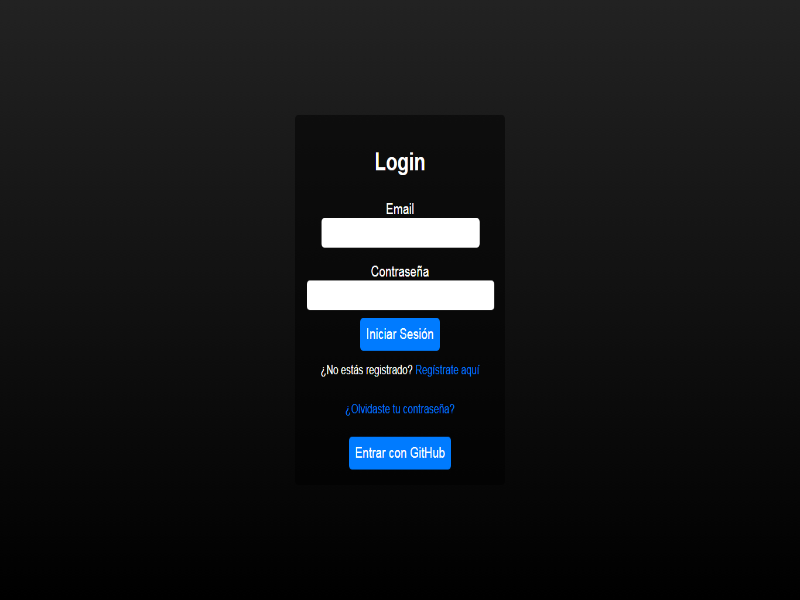 Login
Email
Contraseña
Iniciar Sesión
¿No estás registrado? Regístrate aquí
¿Olvidaste tu contraseña?
Entrar con GitHub